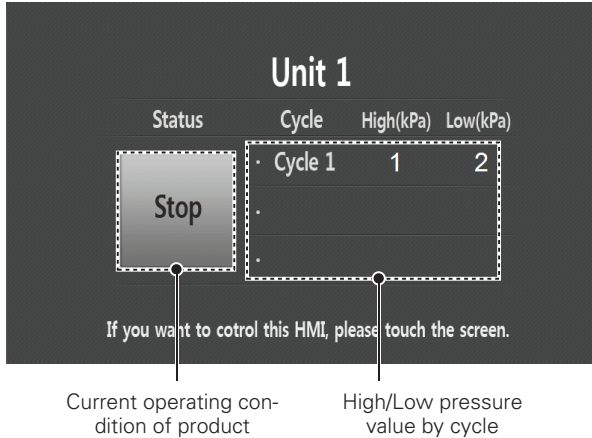 Unit 1
Status Cycle High(kPa) Low(kPa)
· Cycle 1 1 2
Stop
·
·
If you want to cotrol this HMI, please touch the screen.
Current operating con-
dition of product
High/Low pressure
value by cycle